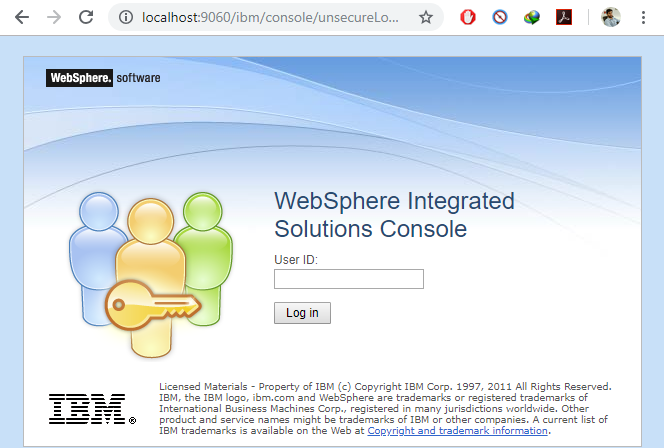 localhost:9060/ibm/console/unsecureLo...
WebSphere. software
WebSphere Integrated
Solutions Console
User ID:
Log in
IBM®
Licensed Materials - Property of IBM (c) Copyright IBM Corp. 1997, 2011 All Rights Reserved.
IBM, the IBM logo, ibm.com and WebSphere are trademarks or registered trademarks of
International Business Machines Corp., registered in many jurisdictions worldwide. Other
product and service names might be trademarks of IBM or other companies. A current list of
IBM trademarks is available on the Web at Copyright and trademark information.